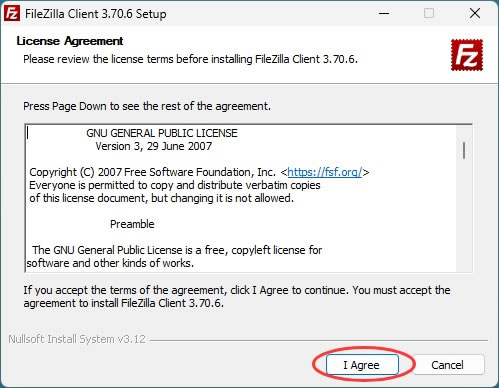 FileZilla Client 3.70.6 Setup
License Agreement
Please review the license terms before installing FileZilla Client 3.70.6.
Fz
Press Page Down to see the rest of the agreement.
GNU GENERAL PUBLIC LICENSE
Version 3, 29 June 2007
Copyright (C) 2007 Free Software Foundation, Inc. <https://fsf.org/>
Everyone is permitted to copy and distribute verbatim copies
of this license document, but changing it is not allowed.
Preamble
The GNU General Public License is a free, copyleft license for
software and other kinds of works.
If you accept the terms of the agreement, click I Agree to continue. You must accept the
agreement to install FileZilla Client 3.70.6.
Nullsoft Install System v3.12
I Agree
Cancel